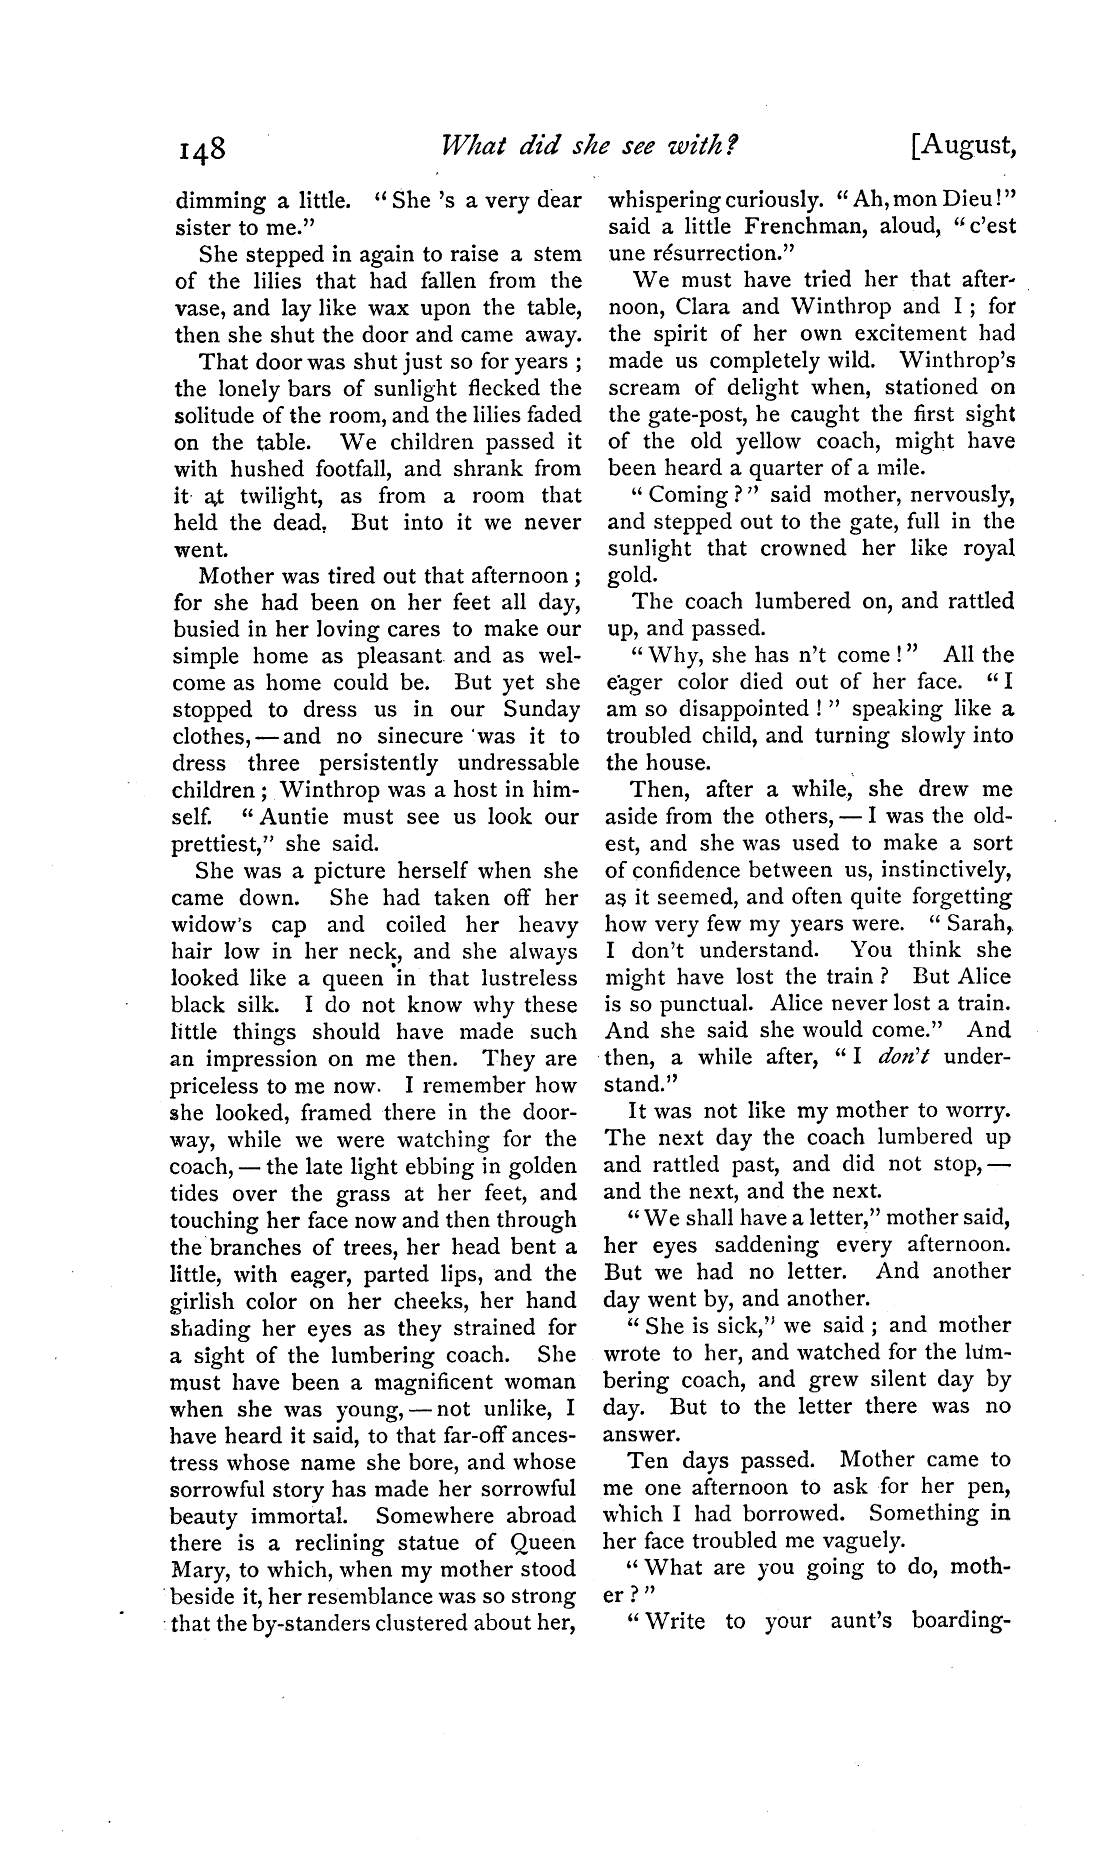 148 What did she see with? [August,
dimming a little. “She 's a very dear
sister to me.”
She stepped in again to raise a stem
of the lilies that had fallen from the
vase, and lay like wax upon the table,
then she shut the door and came away.
That door was shut just so for years ;
the lonely bars of sunlight flecked the
solitude of the room, and the lilies faded
on the table. We children passed it
with hushed footfall, and shrank from
it at twilight, as from a room that
held the dead. But into it we never
went.
Mother was tired out that afternoon ;
for she had been on her feet all day,
busied in her loving cares to make our
simple home as pleasant and as wel-
come as home could be. But yet she
stopped to dress us in our Sunday
clothes, — and no sinecure was it to
dress three persistently undressable
children ; Winthrop was a host in him-
self. “Auntie must see us look our
prettiest,” she said.
She was a picture herself when she
came down. She had taken off her
widow's cap and coiled her heavy
hair low in her neck, and she always
looked like a queen in that lustreless
black silk. I do not know why these
little things should have made such
an impression on me then. They are
priceless to me now. I remember how
she looked, framed there in the door-
way, while we were watching for the
coach, — the late light ebbing in golden
tides over the grass at her feet, and
touching her face now and then through
the branches of trees, her head bent a
little, with eager, parted lips, and the
girlish color on her cheeks, her hand
shading her eyes as they strained for
a sight of the lumbering coach. She
must have been a magnificent woman
when she was young, — not unlike, I
have heard it said, to that far-off ances-
tress whose name she bore, and whose
sorrowful story has made her sorrowful
beauty immortal. Somewhere abroad
there is a reclining statue of Queen
Mary, to which, when my mother stood
beside it, her resemblance was so strong
that the by-standers clustered about her,
whispering curiously. “Ah, mon Dieu!”
said a little Frenchman, aloud, “c'est
une résurrection.”
We must have tried her that after-
noon, Clara and Winthrop and I ; for
the spirit of her own excitement had
made us completely wild. Winthrop's
scream of delight when, stationed on
the gate-post, he caught the first sight
of the old yellow coach, might have
been heard a quarter of a mile.
“Coming?” said mother, nervously,
and stepped out to the gate, full in the
sunlight that crowned her like royal
gold.
The coach lumbered on, and rattled
up, and passed.
“Why, she has n't come!” All the
eager color died out of her face. “I
am so disappointed!” speaking like a
troubled child, and turning slowly into
the house.
Then, after a while, she drew me
aside from the others, — I was the old-
est, and she was used to make a sort
of confidence between us, instinctively,
as it seemed, and often quite forgetting
how very few my years were. “Sarah,
I don't understand. You think she
might have lost the train? But Alice
is so punctual. Alice never lost a train.
And she said she would come.” And
then, a while after, “I don't under-
stand.”
It was not like my mother to worry.
The next day the coach lumbered up
and rattled past, and did not stop, —
and the next, and the next.
“We shall have a letter,” mother said,
her eyes saddening every afternoon.
But we had no letter. And another
day went by, and another.
“She is sick,” we said ; and mother
wrote to her, and watched for the lum-
bering coach, and grew silent day by
day. But to the letter there was no
answer.
Ten days passed. Mother came to
me one afternoon to ask for her pen,
which I had borrowed. Something in
her face troubled me vaguely.
“What are you going to do, moth-
er?”
“Write to your aunt's boarding-